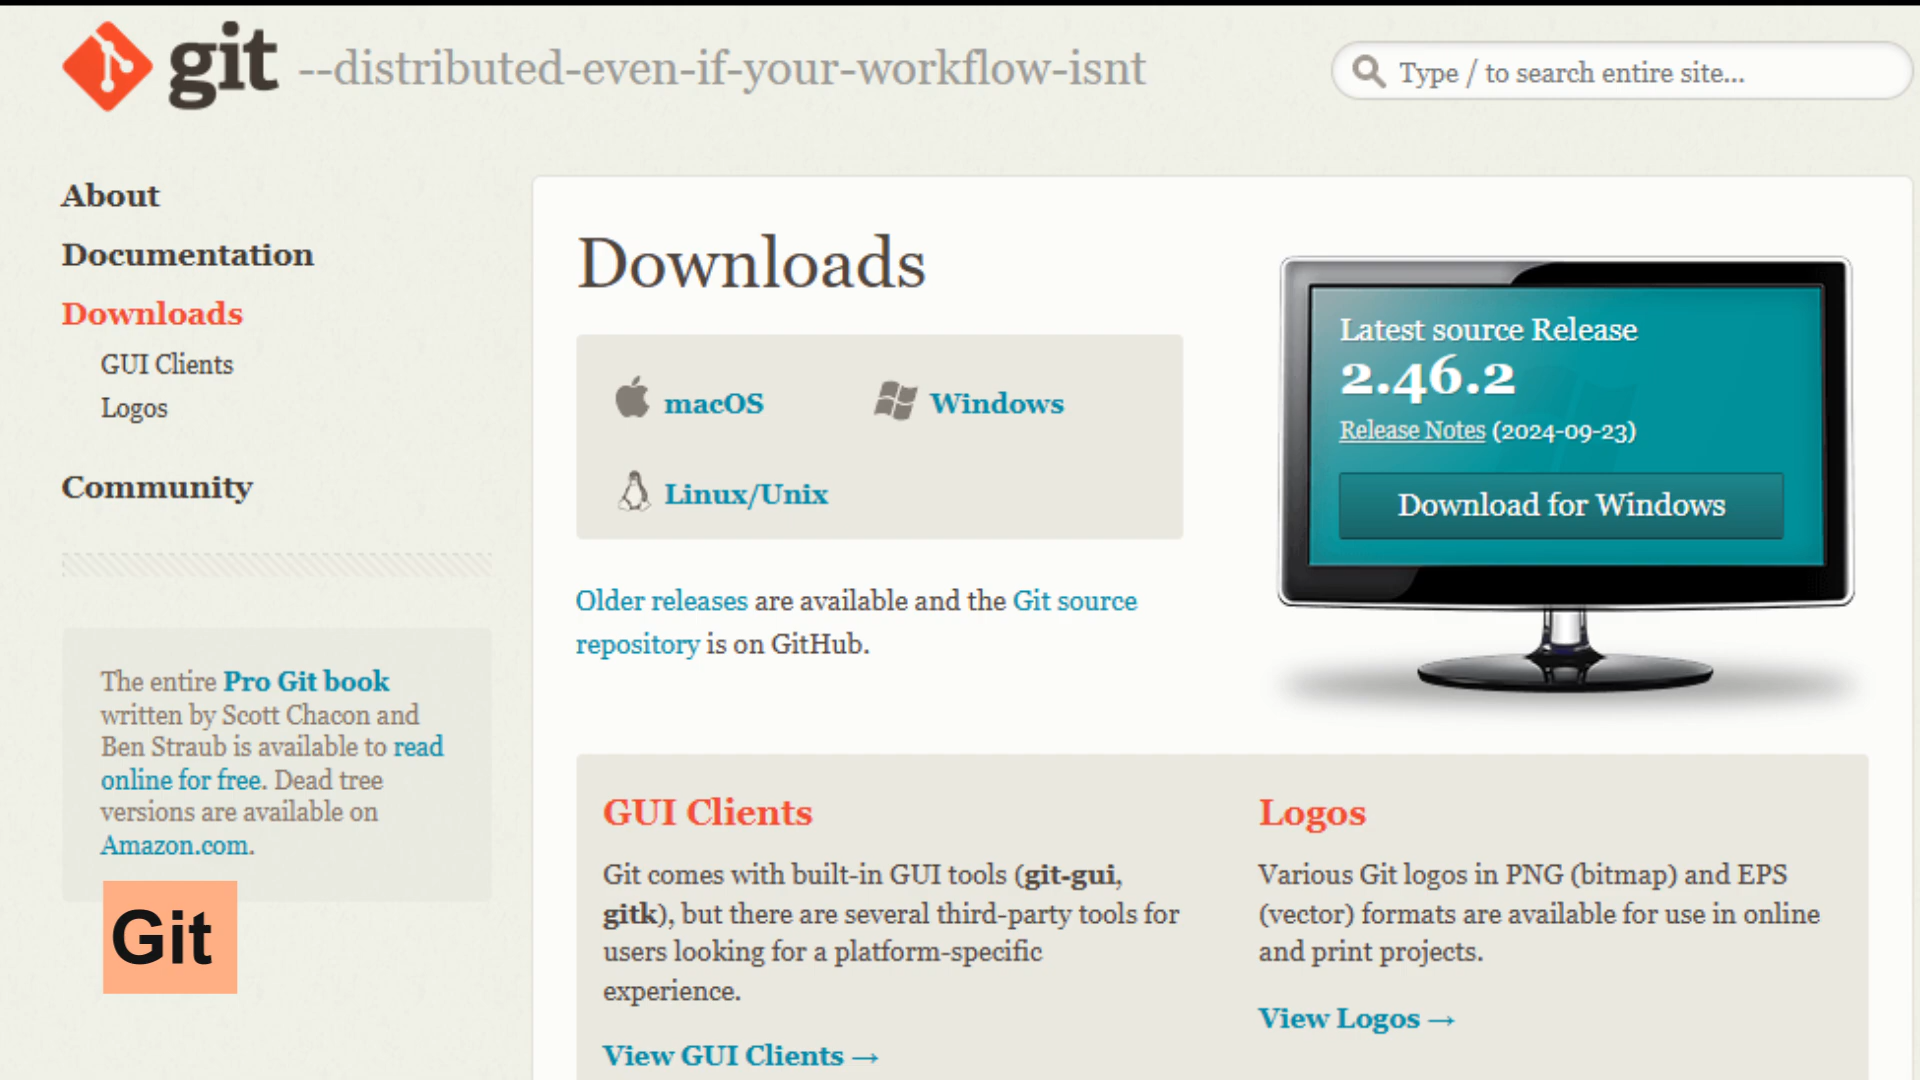 git --distributed-even-if-your-workflow-isnt
Type / to search entire site...
About
Documentation
Downloads
GUI Clients
Logos
Community
The entire Pro Git book
written by Scott Chacon and
Ben Straub is available to read
online for free. Dead tree
versions are available on
Amazon.com.
Git
Downloads
macOS
Windows
Linux/Unix
Older releases are available and the Git source
repository is on GitHub.
Latest source Release
2.46.2
Release Notes (2024-09-23)
Download for Windows
GUI Clients
Git comes with built-in GUI tools (git-gui,
gitk), but there are several third-party tools for
users looking for a platform-specific
experience.
View GUI Clients →
Logos
Various Git logos in PNG (bitmap) and EPS
(vector) formats are available for use in online
and print projects.
View Logos →